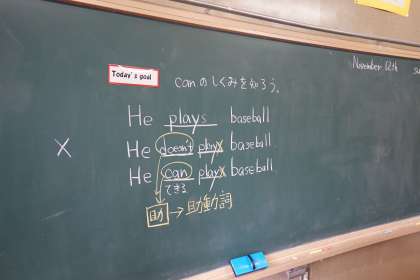 November 12th
Today's goal
canのしくみを知ろう。
He plays baseball
× He doesn't plays baseball
He can plays baseball
できる
助→助動詞